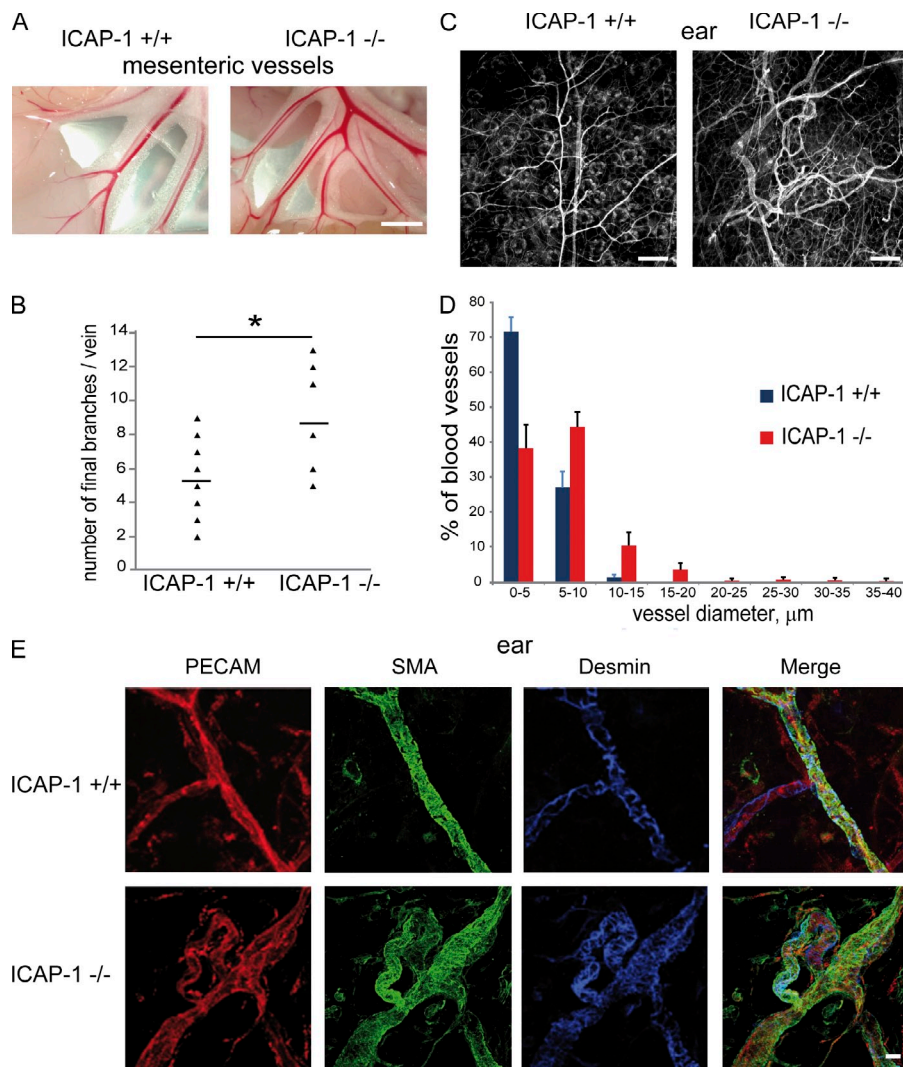 A
ICAP-1 +/+ ICAP-1 -/-
mesenteric vessels
C
ICAP-1 +/+ ICAP-1 -/-
ear
B
*
number of final branches / vein
14
12
10
8
6
4
2
0
ICAP-1 +/+ ICAP-1 -/-
D
% of blood vessels
80
70
60
50
40
30
20
10
0
ICAP-1 +/+
ICAP-1 -/-
0-5 5-10 10-15 15-20 20-25 25-30 30-35 35-40
vessel diameter, μm
E
ear
PECAM SMA Desmin Merge
ICAP-1 +/+
ICAP-1 -/-